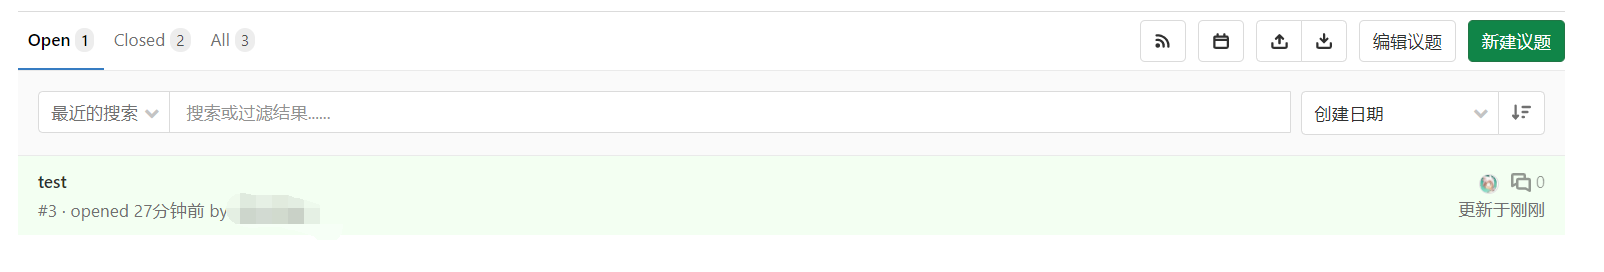 Open 1 Closed 2 All 3 编辑议题 新建议题
最近的搜索 搜索或过滤结果...... 创建日期
test 0
#3 · opened 27分钟前 by 更新于刚刚